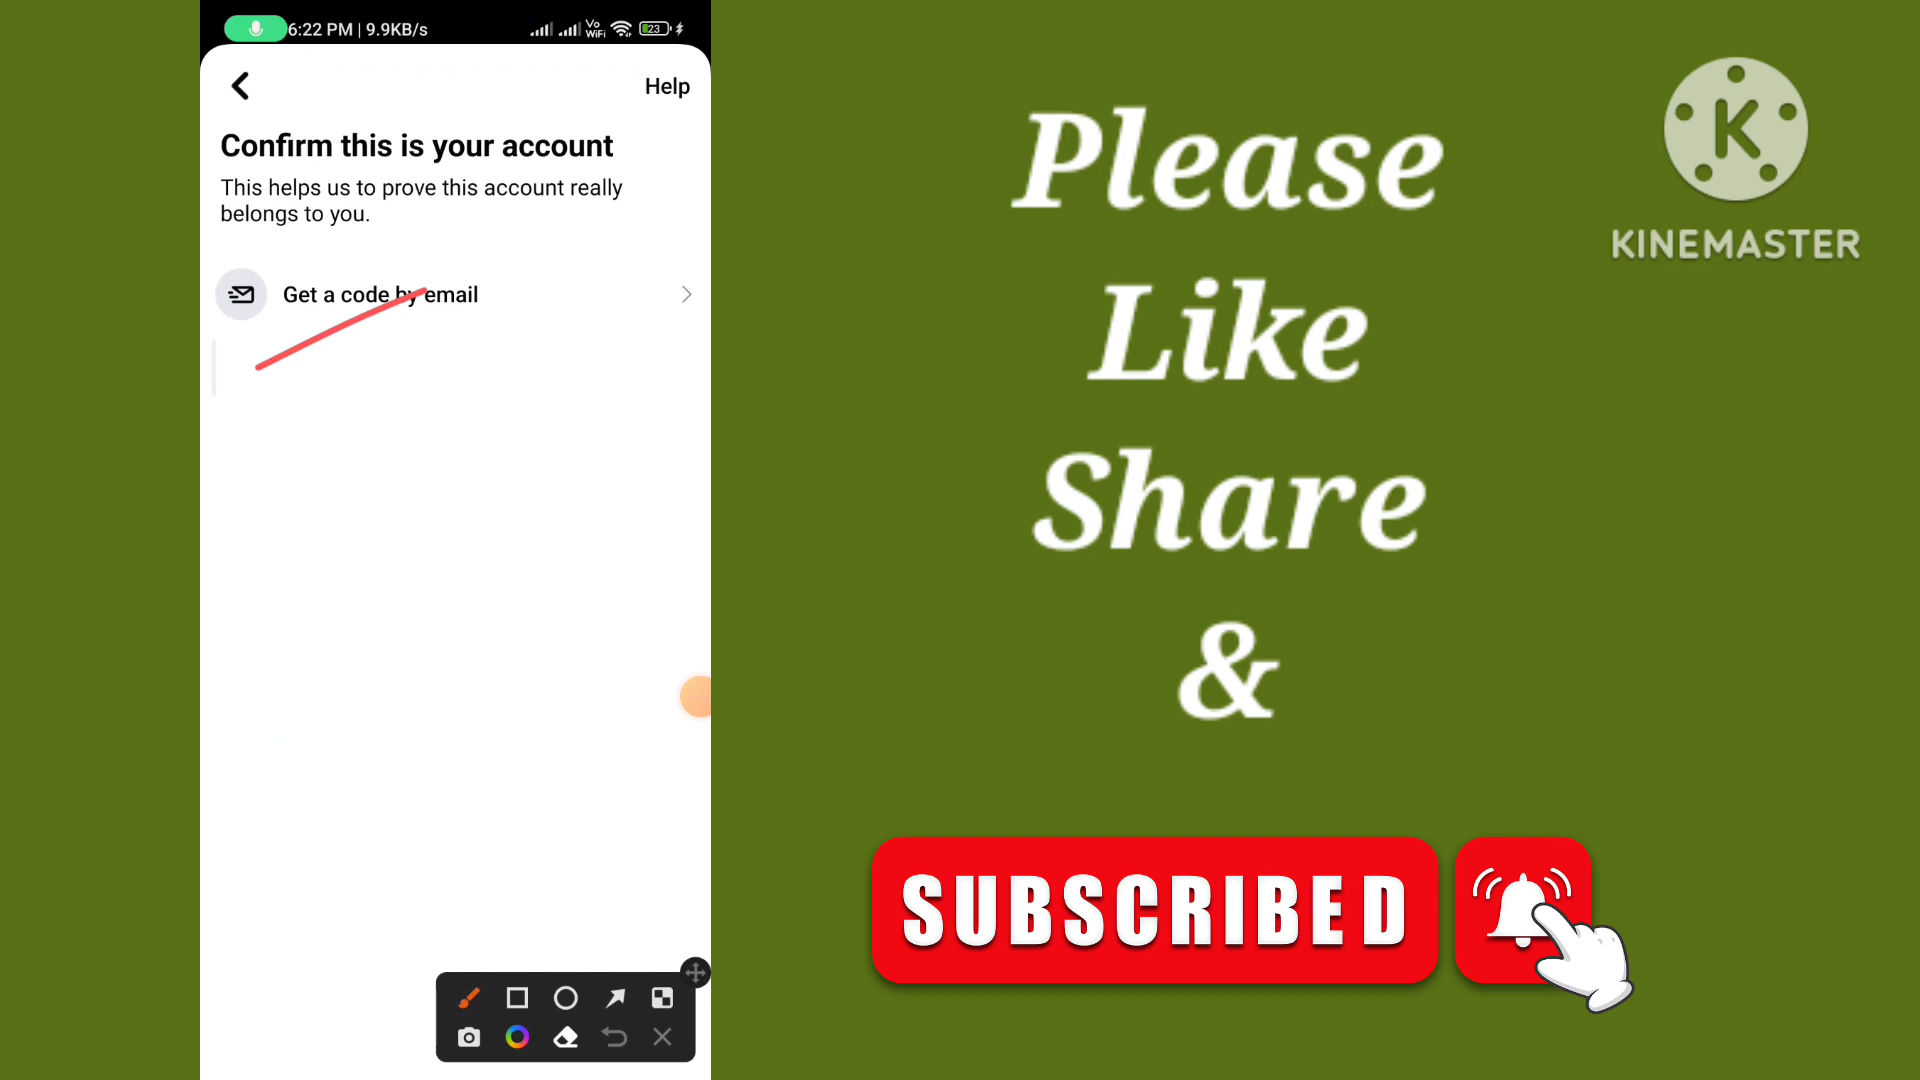 6:22 PM | 9.9KB/s
Vo
WiFi
23
Help
Confirm this is your account
This helps us to prove this account really
belongs to you.
Get a code by email
Please
Like
Share
&
SUBSCRIBED
K
KINEMASTER